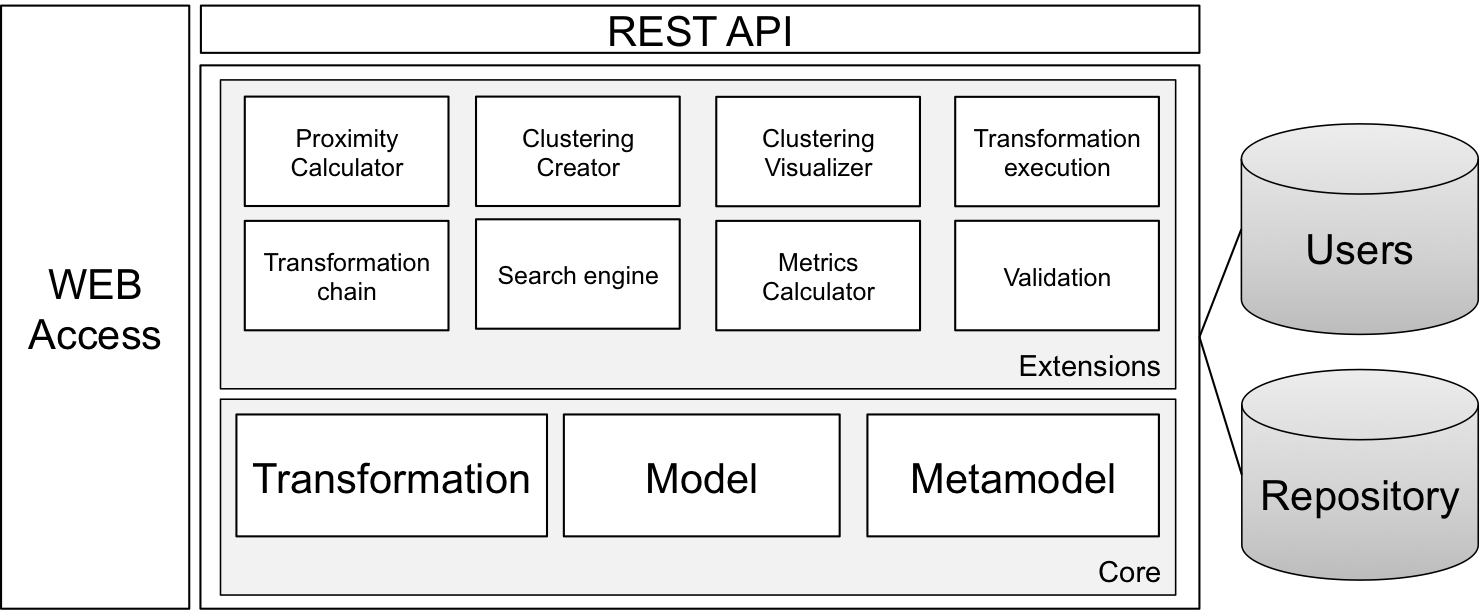 REST API
WEB
Access
Proximity
Calculator
Clustering
Creator
Clustering
Visualizer
Transformation
execution
Transformation
chain
Search engine
Metrics
Calculator
Validation
Extensions
Transformation
Model
Metamodel
Core
Users
Repository